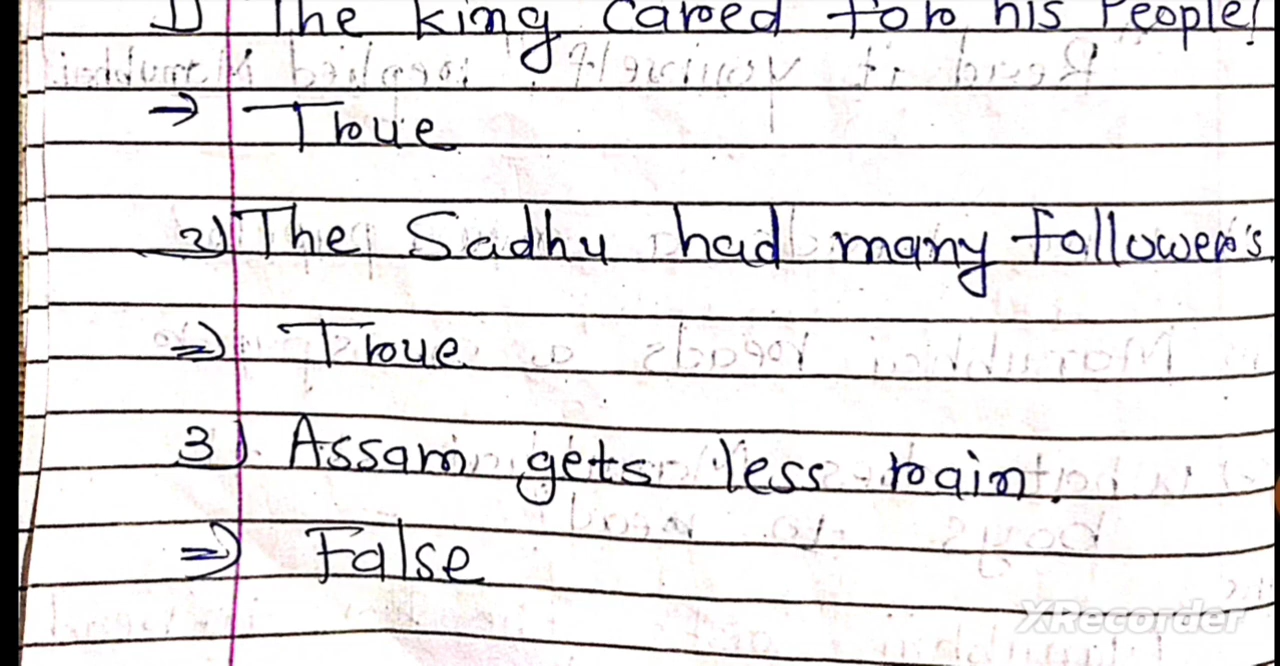 1) The king cared for his People!
→ True
2) The Sadhu had many follower's
⇒ True
3) Assam gets less rain.
⇒ False
XRecorder